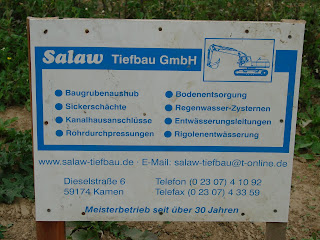 Salaw Tiefbau GmbH
Baugrubenaushub
Sickerschächte
Kanalhausanschlüsse
Rohrdurchpressungen
Bodenentsorgung
Regenwasser-Zysternen
Entwässerungsleitungen
Rigolenentwässerung
www.salaw-tiefbau.de · E-Mail: salaw-tiefbau@t-online.de
Dieselstraße 6 Telefon (0 23 07) 4 10 92
59174 Kamen Telefax (0 23 07) 4 33 59
Meisterbetrieb seit über 30 Jahren